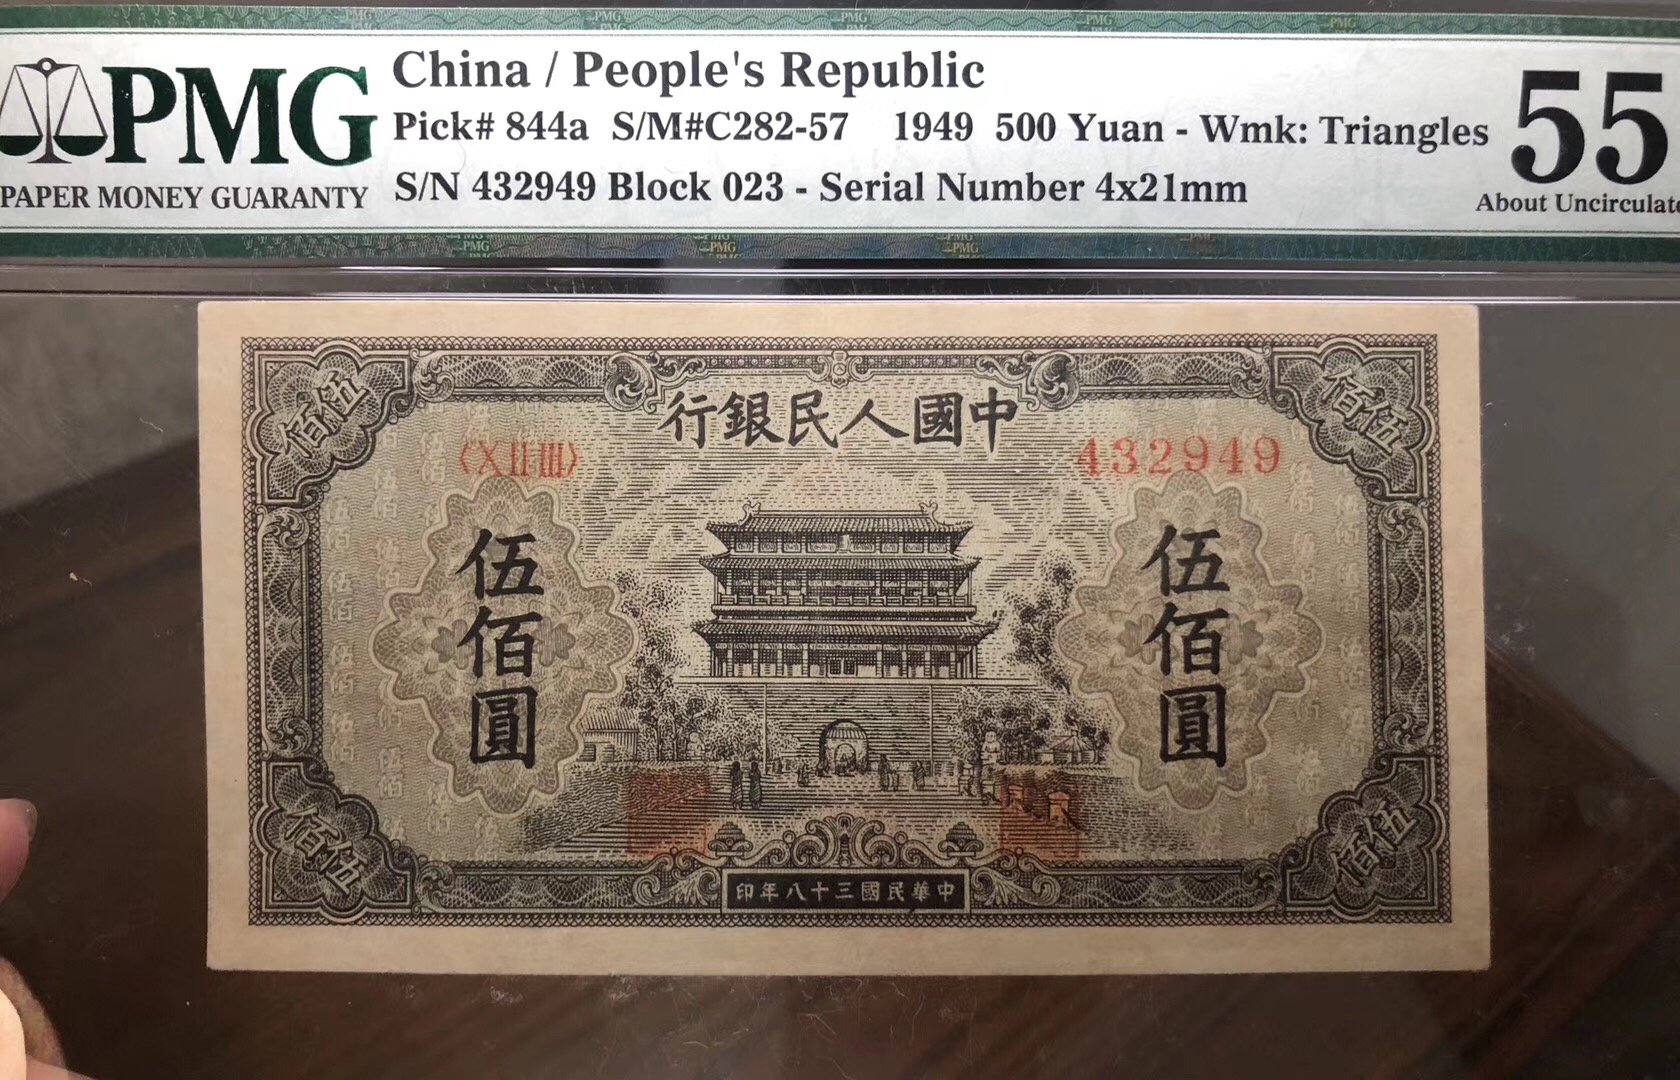 PMG
PAPER MONEY GUARANTY
China / People's Republic
Pick# 844a S/M#C282-57 1949 500 Yuan - Wmk: Triangles
S/N 432949 Block 023 - Serial Number 4x21mm
55
About Uncirculate
伍佰
伍佰
中國人民銀行
〈X II III〉
432949
伍佰圓
伍佰圓
伍佰
伍佰
中華民國三十八年印